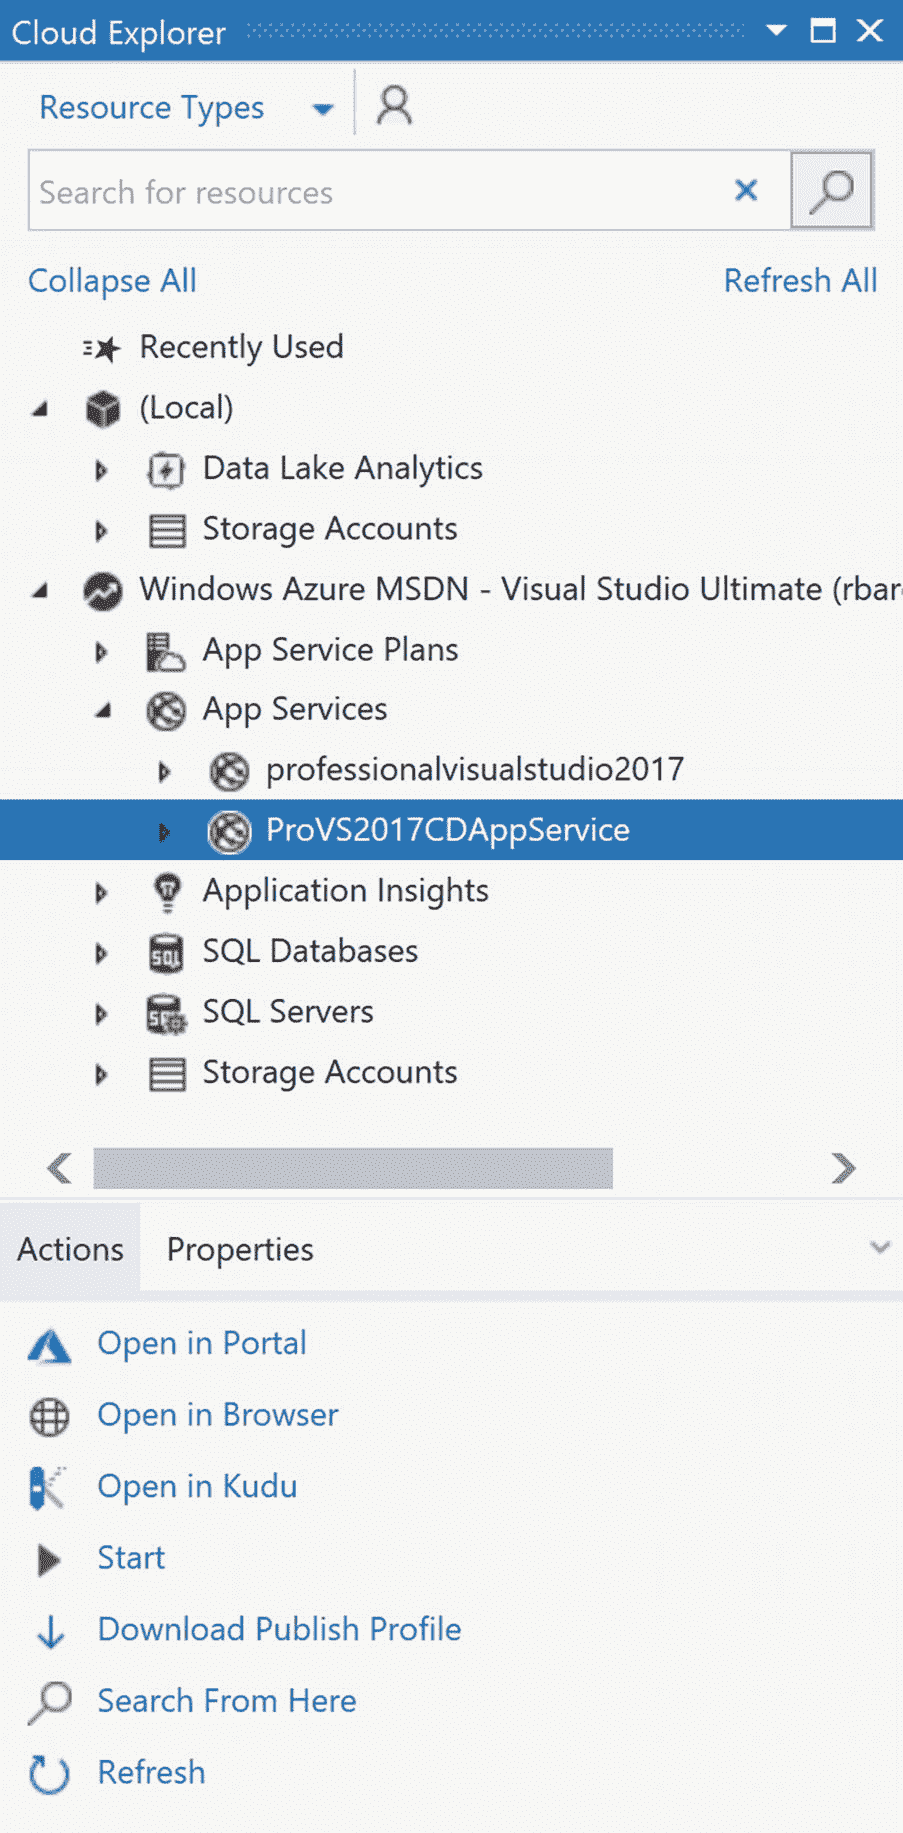 Cloud Explorer
Resource Types
Search for resources
Collapse All Refresh All
Recently Used
(Local)
Data Lake Analytics
Storage Accounts
Windows Azure MSDN - Visual Studio Ultimate (rbar
App Service Plans
App Services
professionalvisualstudio2017
ProVS2017CDAppService
Application Insights
SQL Databases
SQL Servers
Storage Accounts
Actions Properties
Open in Portal
Open in Browser
Open in Kudu
Start
Download Publish Profile
Search From Here
Refresh